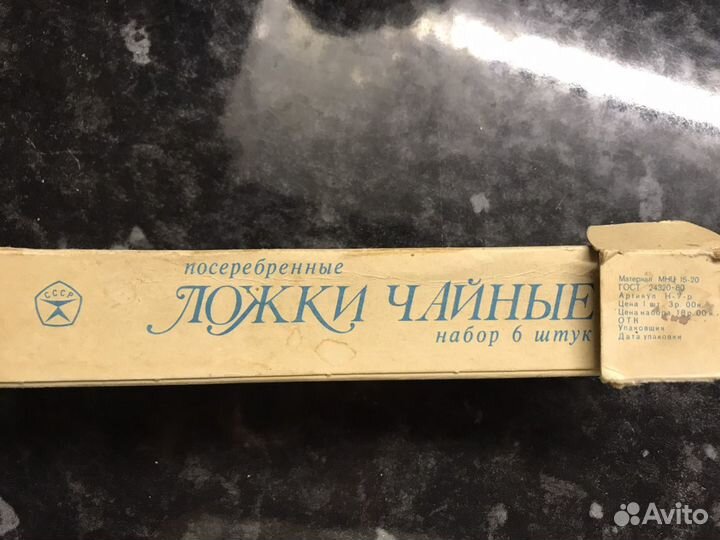 СССР
посеребренные
ЛОЖКИ ЧАЙНЫЕ
набор 6 штук
Материал МНЦ 15-20
ГОСТ 24320-80
Артикул Н-7-р
Цена 1 шт. 3р. 00к.
Цена набора 18р. 00к.
ОТК
Упаковщик
Дата упаковки
Avito